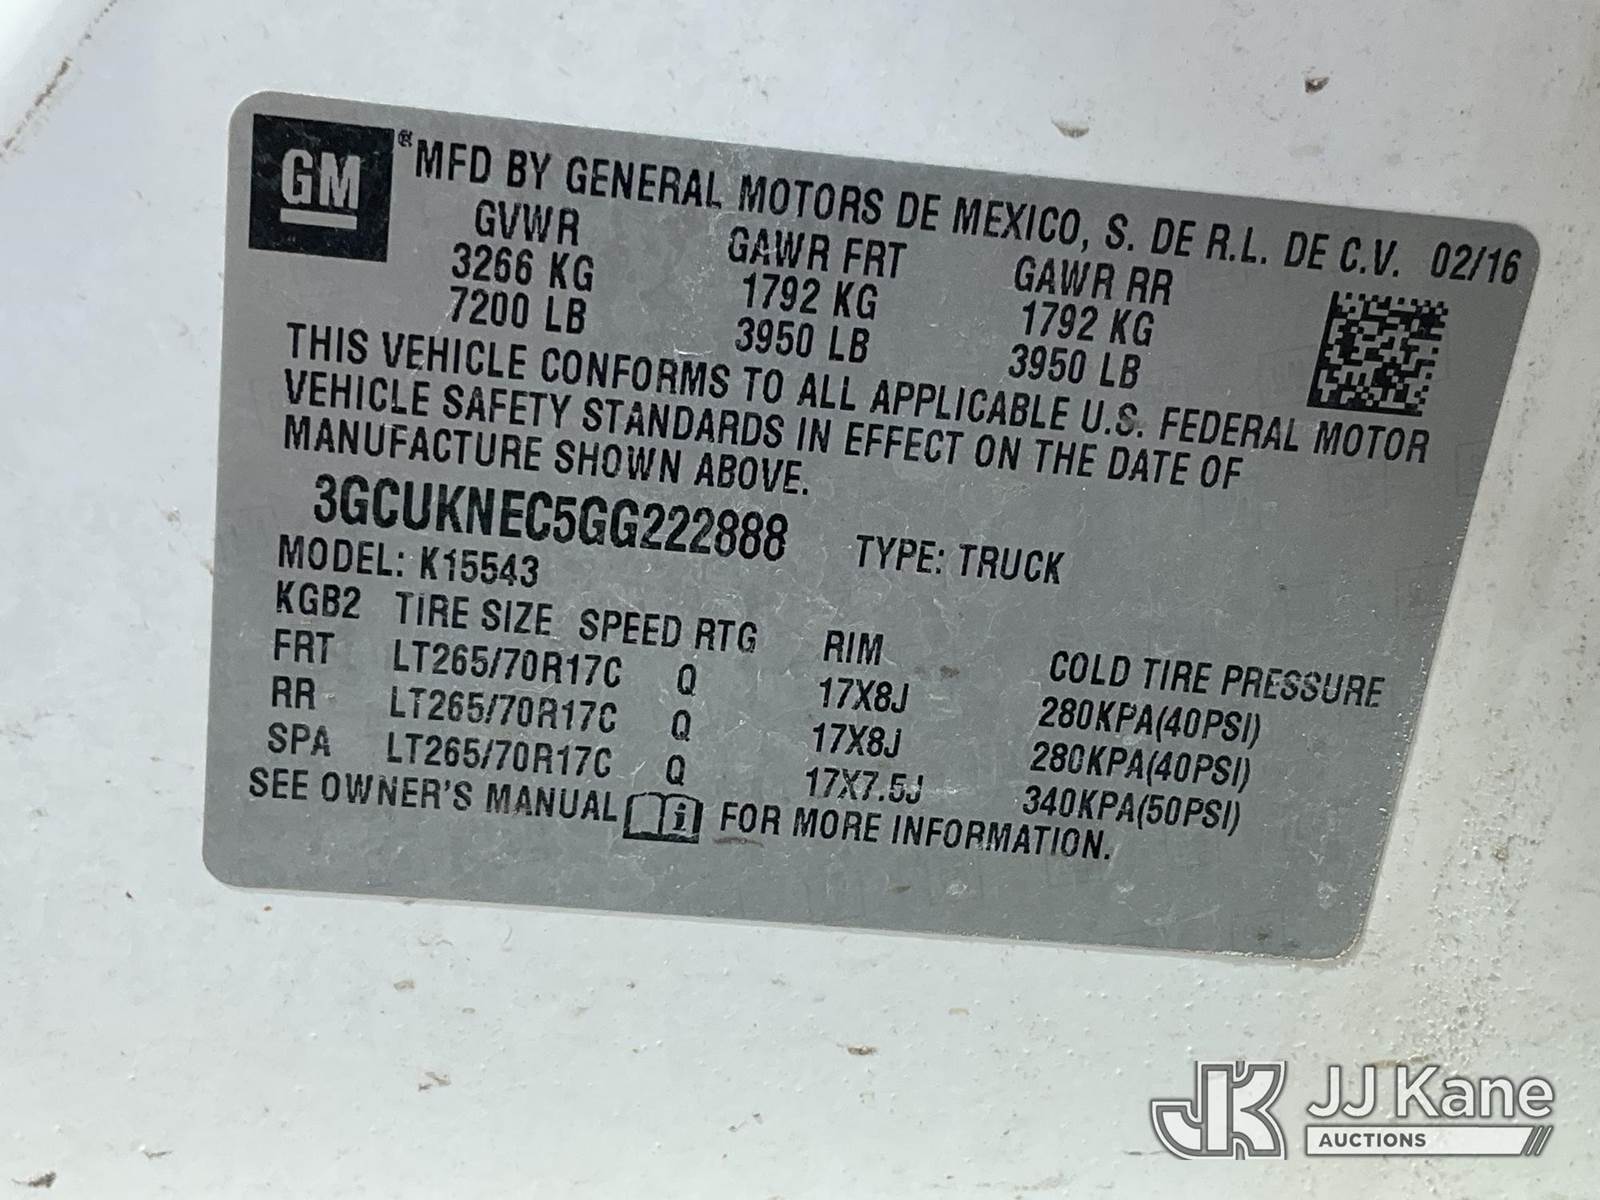 GM ® MFD BY GENERAL MOTORS DE MEXICO, S. DE R.L. DE C.V. 02/16
GVWR GAWR FRT GAWR RR
3266 KG 1792 KG 1792 KG
7200 LB 3950 LB 3950 LB
THIS VEHICLE CONFORMS TO ALL APPLICABLE U.S. FEDERAL MOTOR
VEHICLE SAFETY STANDARDS IN EFFECT ON THE DATE OF
MANUFACTURE SHOWN ABOVE.
3GCUKNEC5GG222888 TYPE: TRUCK
MODEL: K15543
KGB2 TIRE SIZE SPEED RTG RIM COLD TIRE PRESSURE
FRT LT265/70R17C Q 17X8J 280KPA(40PSI)
RR LT265/70R17C Q 17X8J 280KPA(40PSI)
SPA LT265/70R17C Q 17X7.5J 340KPA(50PSI)
SEE OWNER'S MANUAL i FOR MORE INFORMATION.
JK JJ Kane
AUCTIONS